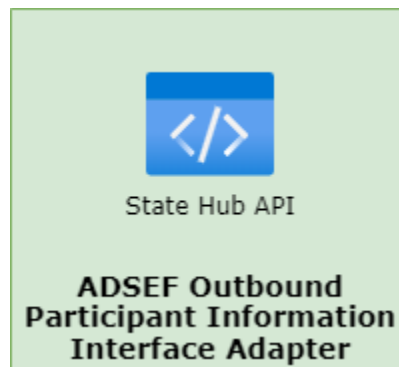 State Hub API
ADSEF Outbound
Participant Information
Interface Adapter